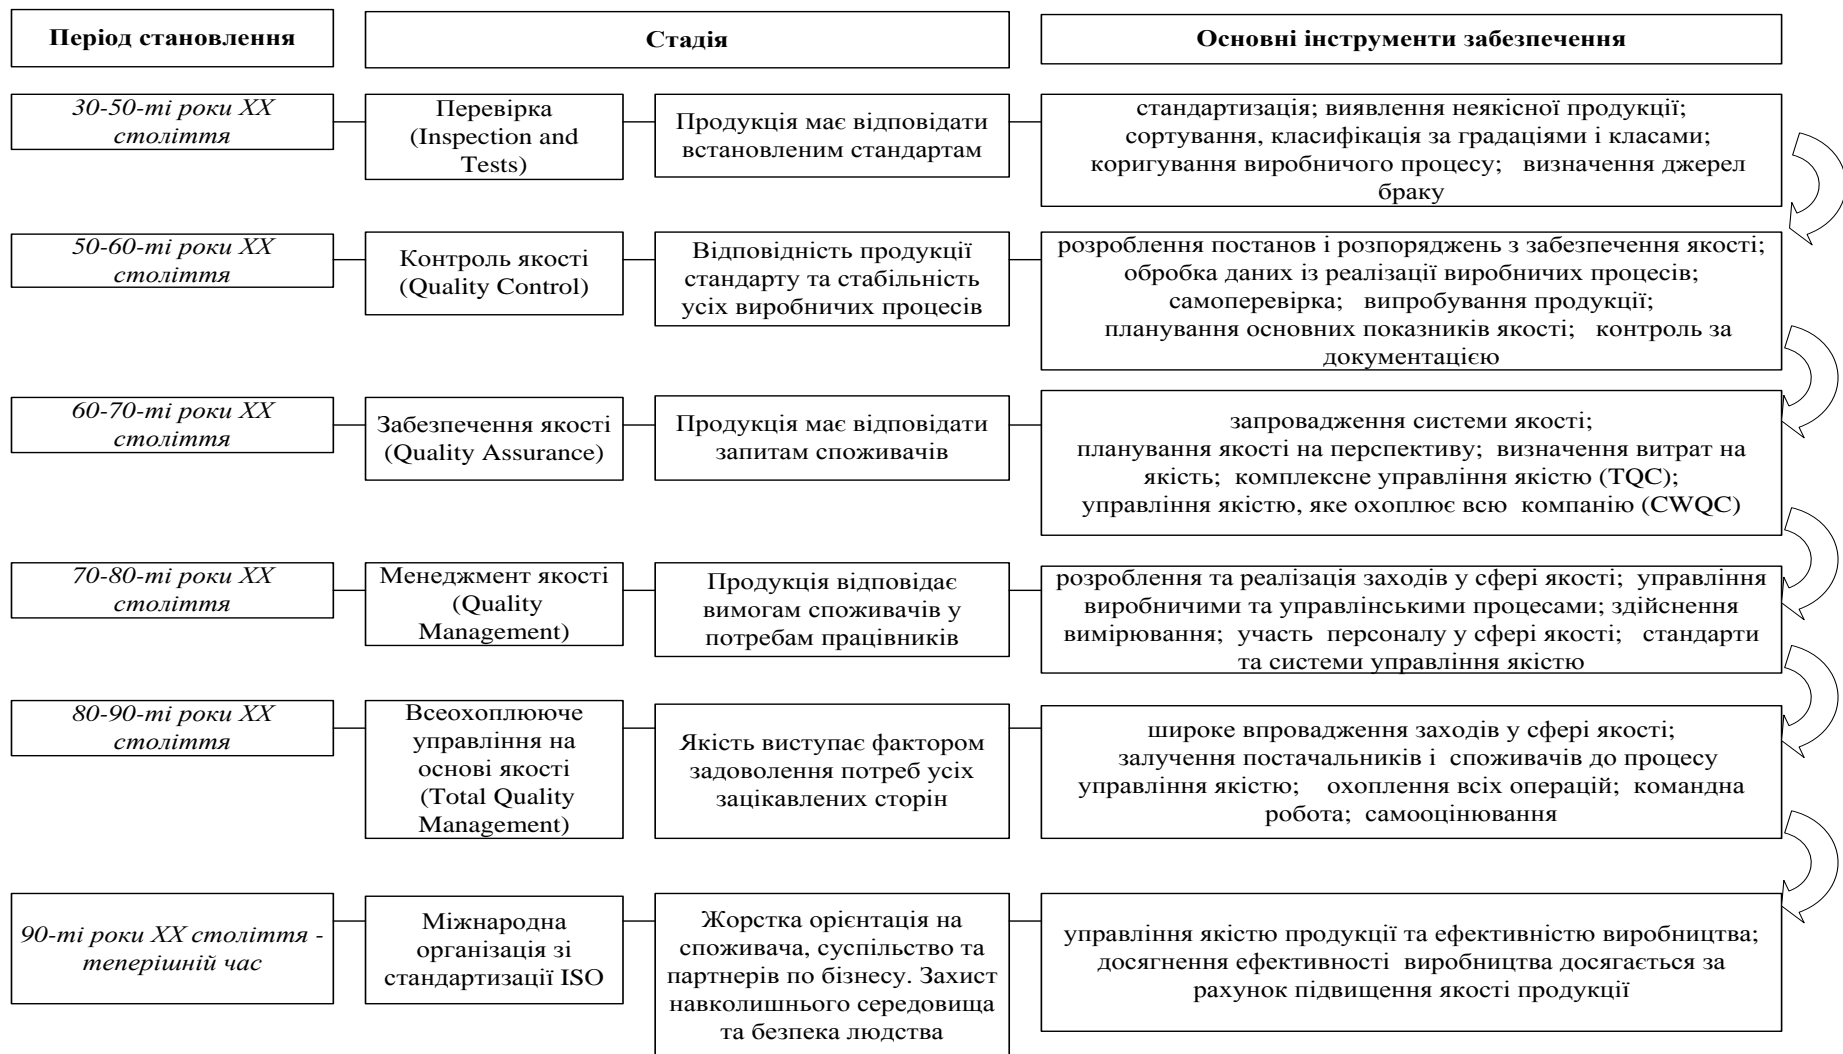 Період становлення
Стадія
Основні інструменти забезпечення
30-50-ті роки XX
століття
Перевірка
(Inspection and
Tests)
Продукція має відповідати
встановленим стандартам
стандартизація; виявлення неякісної продукції;
сортування, класифікація за градаціями і класами;
коригування виробничого процесу; визначення джерел
браку
50-60-ті роки XX
століття
Контроль якості
(Quality Control)
Відповідність продукції
стандарту та стабільність
усіх виробничих процесів
розроблення постанов і розпоряджень з забезпечення якості;
обробка даних із реалізації виробничих процесів;
самоперевірка; випробування продукції;
планування основних показників якості; контроль за
документацією
60-70-ті роки XX
століття
Забезпечення якості
(Quality Assurance)
Продукція має відповідати
запитам споживачів
запровадження системи якості;
планування якості на перспективу; визначення витрат на
якість; комплексне управління якістю (TQC);
управління якістю, яке охоплює всю компанію (CWQC)
70-80-ті роки XX
століття
Менеджмент якості
(Quality
Management)
Продукція відповідає
вимогам споживачів у
потребам працівників
розроблення та реалізація заходів у сфері якості; управління
виробничими та управлінськими процесами; здійснення
вимірювання; участь персоналу у сфері якості; стандарти
та системи управління якістю
80-90-ті роки XX
століття
Всеохоплююче
управління на
основі якості
(Total Quality
Management)
Якість виступає фактором
задоволення потреб усіх
зацікавлених сторін
широке впровадження заходів у сфері якості;
залучення постачальників і споживачів до процесу
управління якістю; охоплення всіх операцій; командна
робота; самооцінювання
90-ті роки XX століття -
теперішній час
Міжнародна
організація зі
стандартизації ISO
Жорстка орієнтація на
споживача, суспільство та
партнерів по бізнесу. Захист
навколишнього середовища
та безпека людства
управління якістю продукції та ефективністю виробництва;
досягнення ефективності виробництва досягається за
рахунок підвищення якості продукції